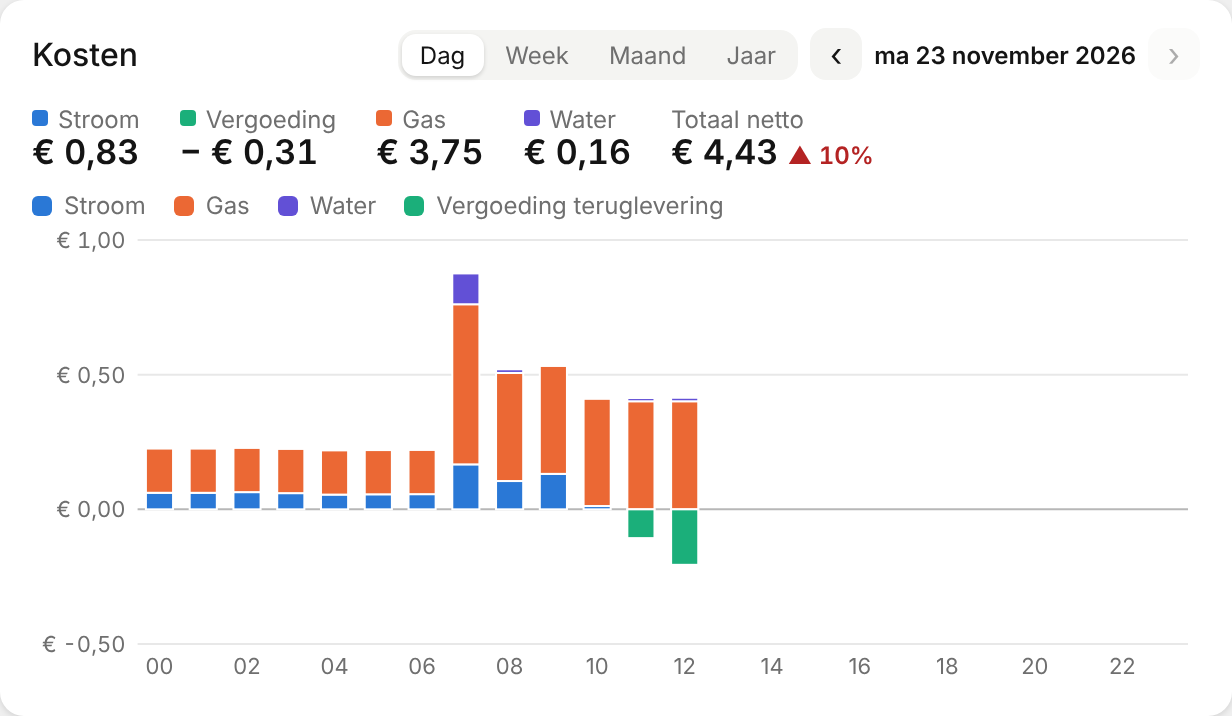 Kosten
Dag Week Maand Jaar ‹ ma 23 november 2026 ›
Stroom Vergoeding Gas Water Totaal netto
€ 0,83 − € 0,31 € 3,75 € 0,16 € 4,43 ▲ 10%
Stroom Gas Water Vergoeding teruglevering
€ 1,00
€ 0,50
€ 0,00
€ -0,50
00 02 04 06 08 10 12 14 16 18 20 22